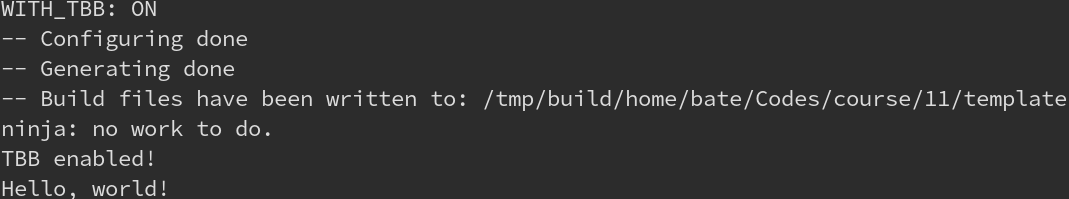 WITH_TBB: ON
-- Configuring done
-- Generating done
-- Build files have been written to: /tmp/build/home/bate/Codes/course/11/template
ninja: no work to do.
TBB enabled!
Hello, world!